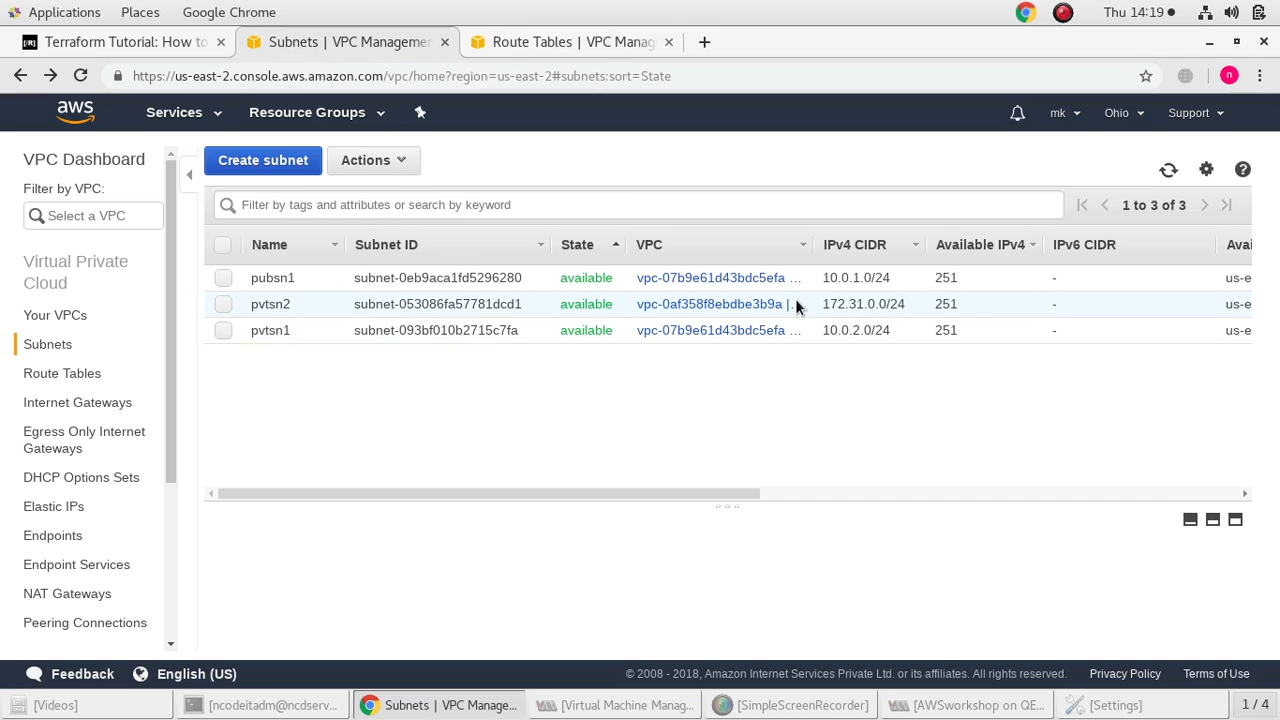 Applications Places Google Chrome Thu 14:19
Terraform Tutorial: How to Subnets | VPC Managemen Route Tables | VPC Manag
https://us-east-2.console.aws.amazon.com/vpc/home?region=us-east-2#subnets:sort=State n
aws Services Resource Groups mk Ohio Support
VPC Dashboard
Filter by VPC:
Select a VPC
Virtual Private Cloud
Your VPCs
Subnets
Route Tables
Internet Gateways
Egress Only Internet
Gateways
DHCP Options Sets
Elastic IPs
Endpoints
Endpoint Services
NAT Gateways
Peering Connections
Create subnet Actions
Filter by tags and attributes or search by keyword 1 to 3 of 3
Name Subnet ID State VPC IPv4 CIDR Available IPv4 IPv6 CIDR Avai
pubsn1 subnet-0eb9aca1fd5296280 available vpc-07b9e61d43bdc5efa ... 10.0.1.0/24 251 - us-e
pvtsn2 subnet-053086fa57781dcd1 available vpc-0af358f8ebdbe3b9a |... 172.31.0.0/24 251 - us-e
pvtsn1 subnet-093bf010b2715c7fa available vpc-07b9e61d43bdc5efa ... 10.0.2.0/24 251 - us-e
Feedback English (US) © 2008 - 2018, Amazon Internet Services Private Ltd. or its affiliates. All rights reserved. Privacy Policy Terms of Use
[Videos] [ncodeitadm@ncdserv... Subnets | VPC Manage... [Virtual Machine Manag... [SimpleScreenRecorder] [AWSworkshop on QE... [Settings] 1 / 4